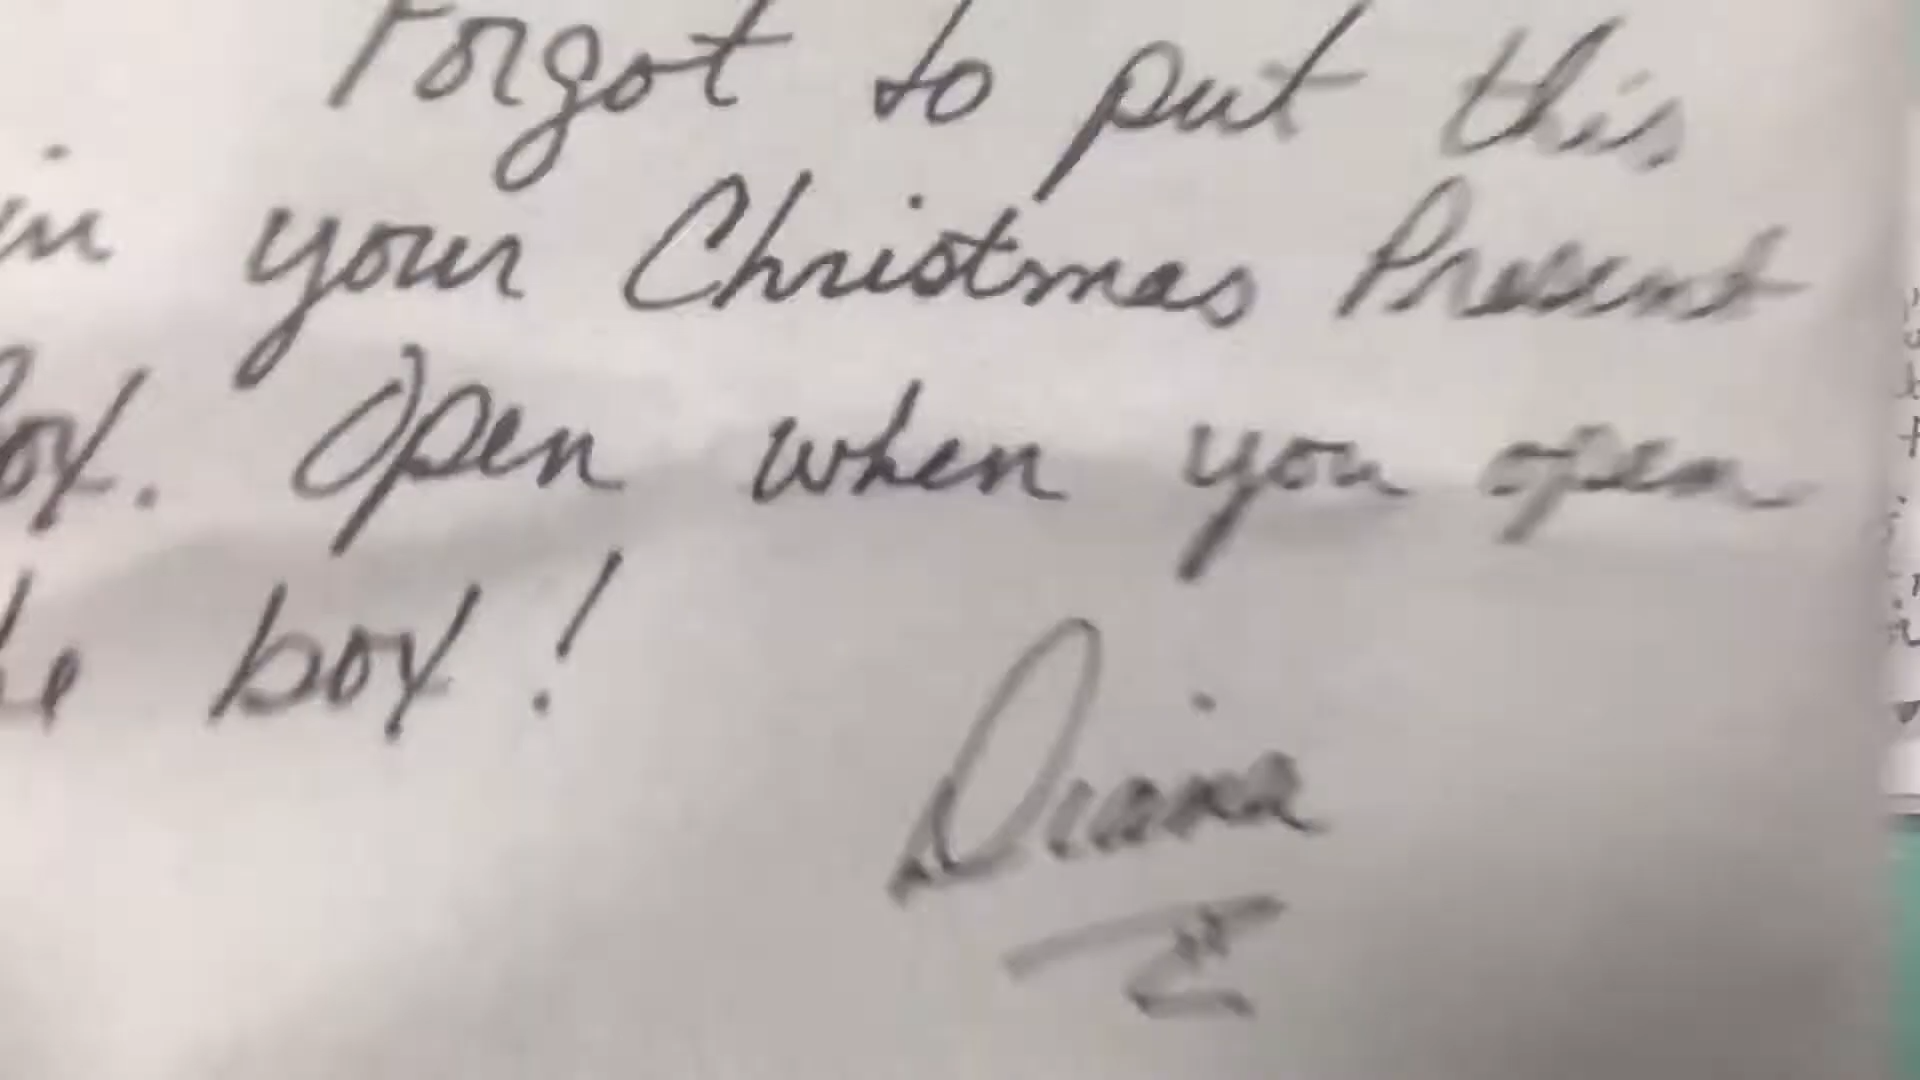 Forgot to put this
in your Christmas Present
box. Open when you open
the box!
Diana